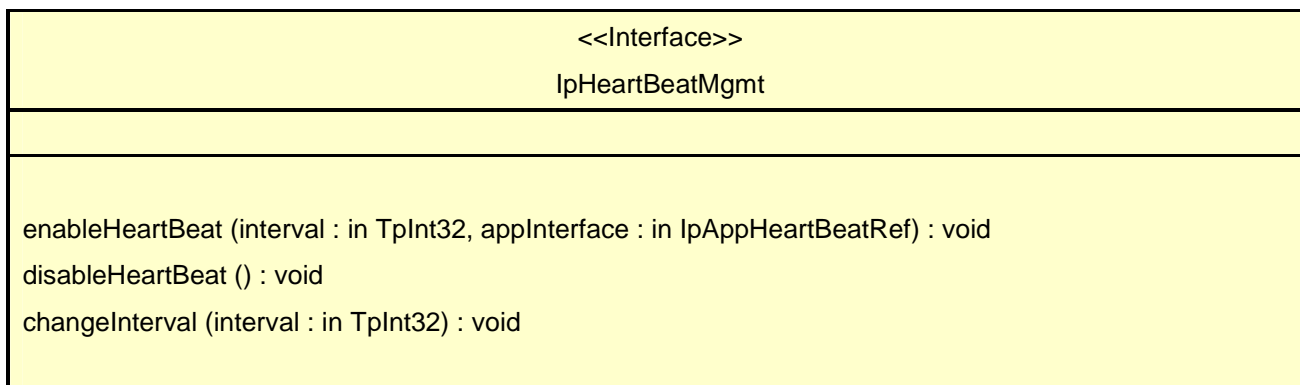 <<Interface>>
IpHeartBeatMgmt
enableHeartBeat (interval : in TpInt32, appInterface : in IpAppHeartBeatRef) : void
disableHeartBeat () : void
changeInterval (interval : in TpInt32) : void